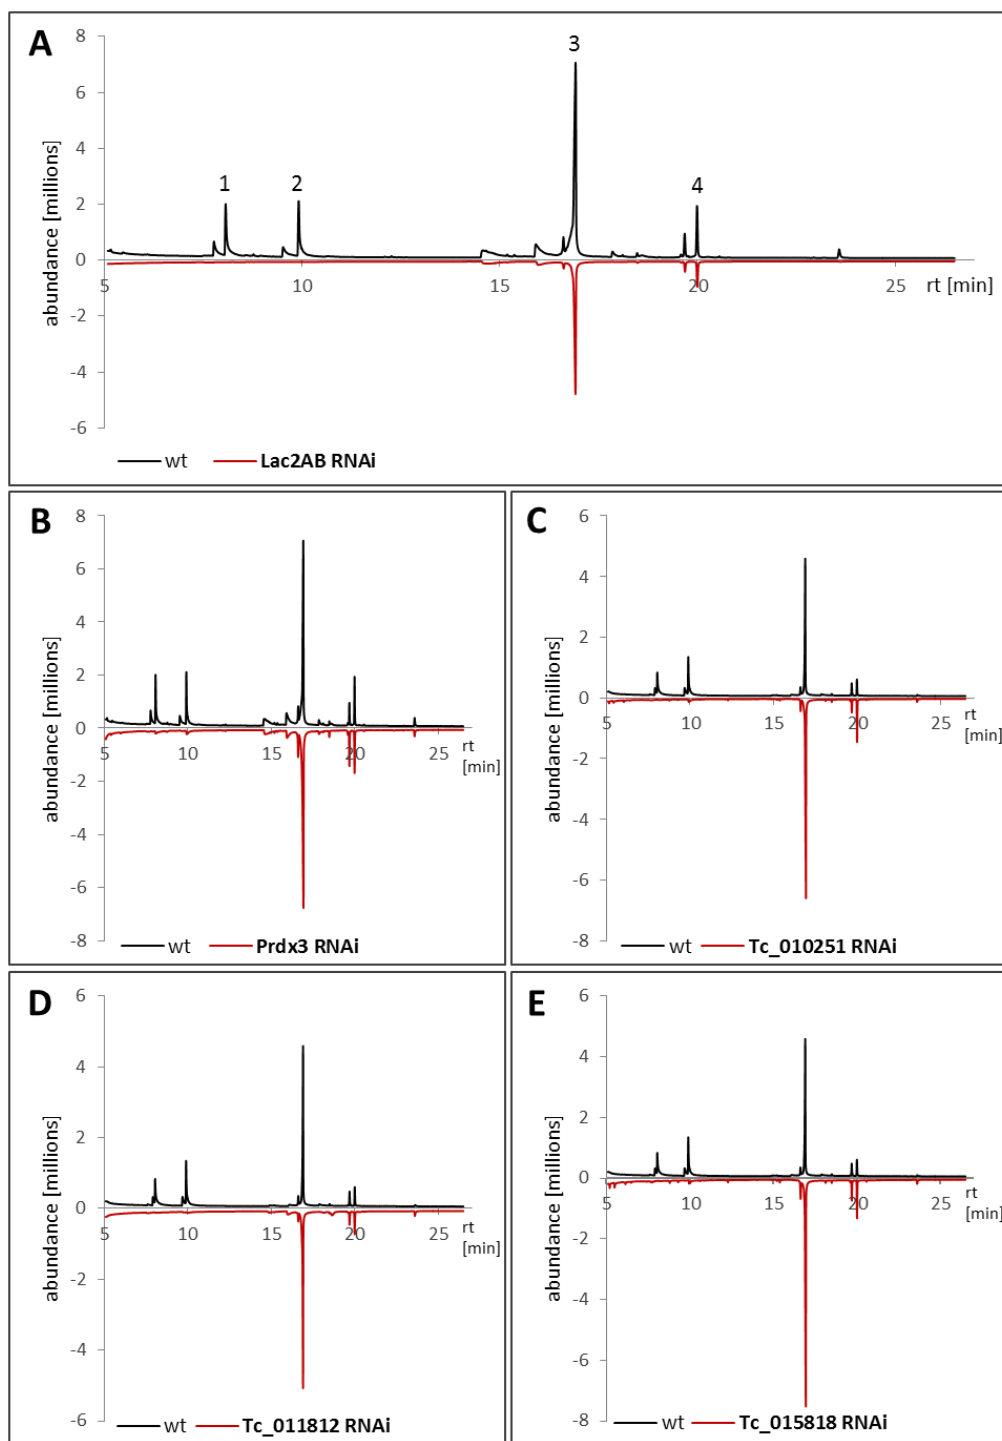 A
abundance [millions]
8
6
4
2
0
-2
-4
-6
1
2
3
4
5
10
15
20
25
rt [min]
wt
Lac2AB RNAi
B
abundance [millions]
8
6
4
2
0
-2
-4
-6
-8
5
10
15
20
25
rt
[min]
wt
Prdx3 RNAi
C
abundance [millions]
6
4
2
0
-2
-4
-6
-8
5
10
15
20
25
rt
[min]
wt
Tc_010251 RNAi
D
abundance [millions]
6
4
2
0
-2
-4
-6
5
10
15
20
25
rt
[min]
wt
Tc_011812 RNAi
E
abundance [millions]
6
4
2
0
-2
-4
-6
-8
5
10
15
20
25
rt
[min]
wt
Tc_015818 RNAi